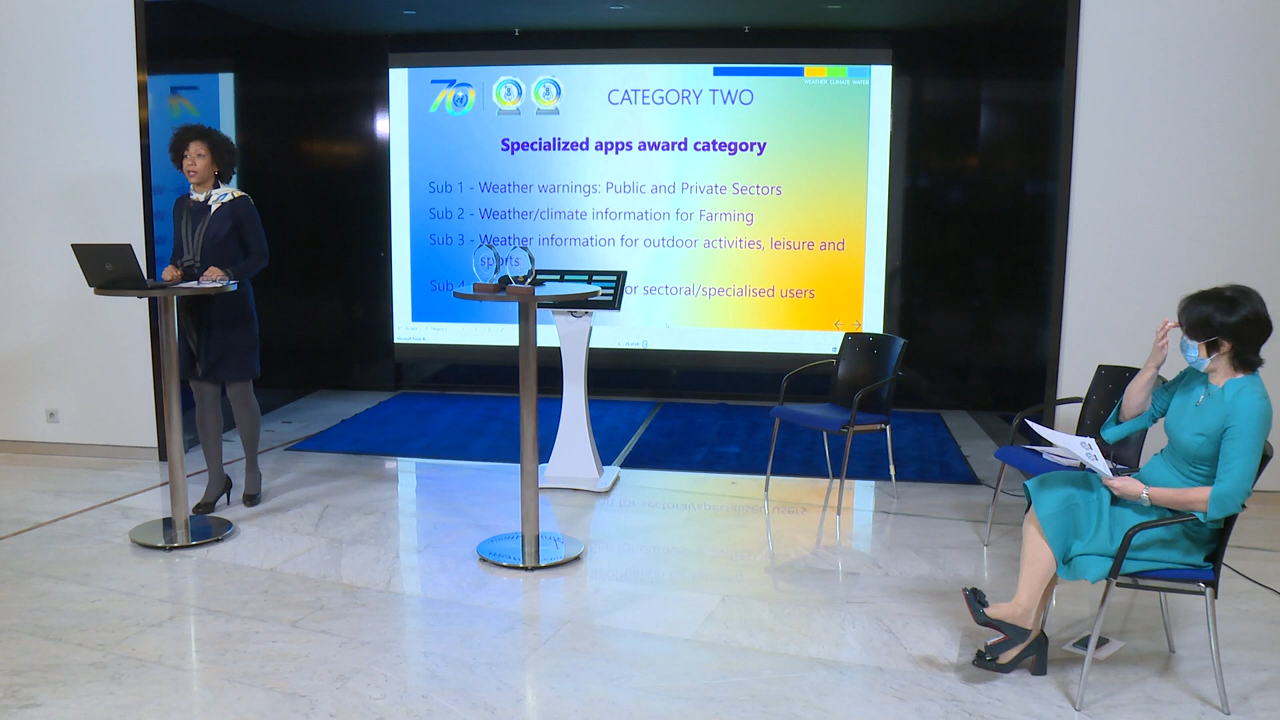 70
CATEGORY TWO
WEATHER CLIMATE WATER
Specialized apps award category
Sub 1 - Weather warnings: Public and Private Sectors
Sub 2 - Weather/climate information for Farming
Sub 3 - Weather information for outdoor activities, leisure and
sports
Sub 4 or sectoral/specialised users
DELL